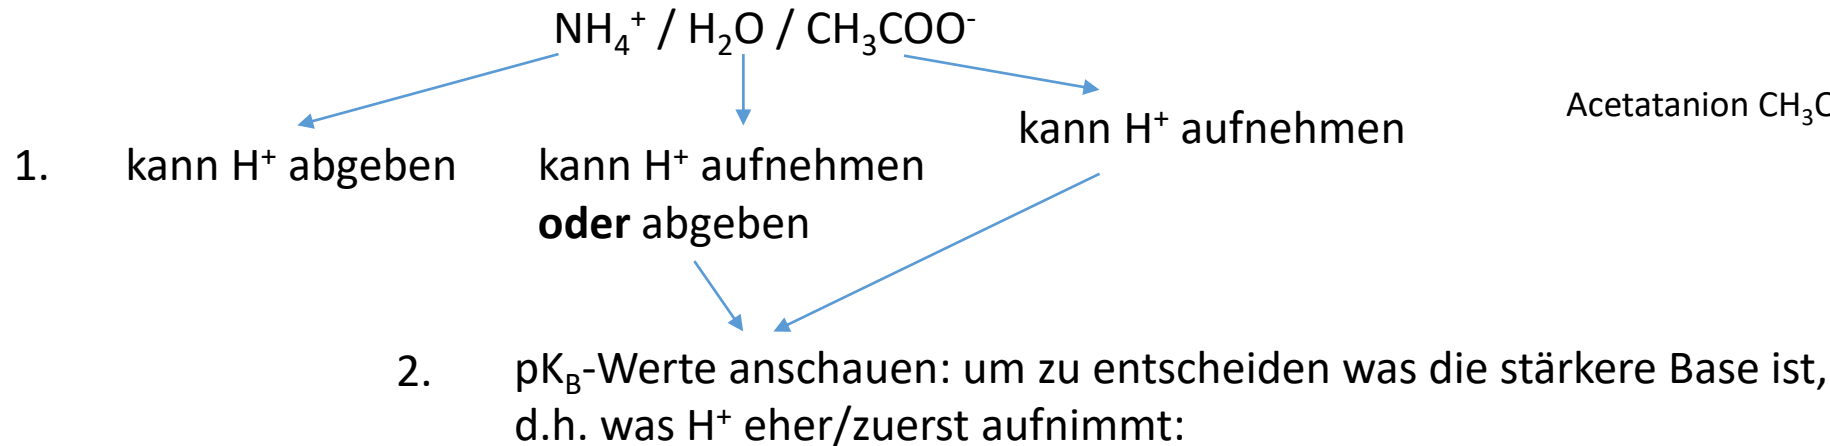 NH₄⁺ / H₂O / CH₃COO⁻
Acetatanion
kann H⁺ aufnehmen
1. kann H⁺ abgeben
kann H⁺ aufnehmen
oder abgeben
2. pK_B-Werte anschauen: um zu entscheiden was die stärkere Base ist,
d.h. was H⁺ eher/zuerst aufnimmt: